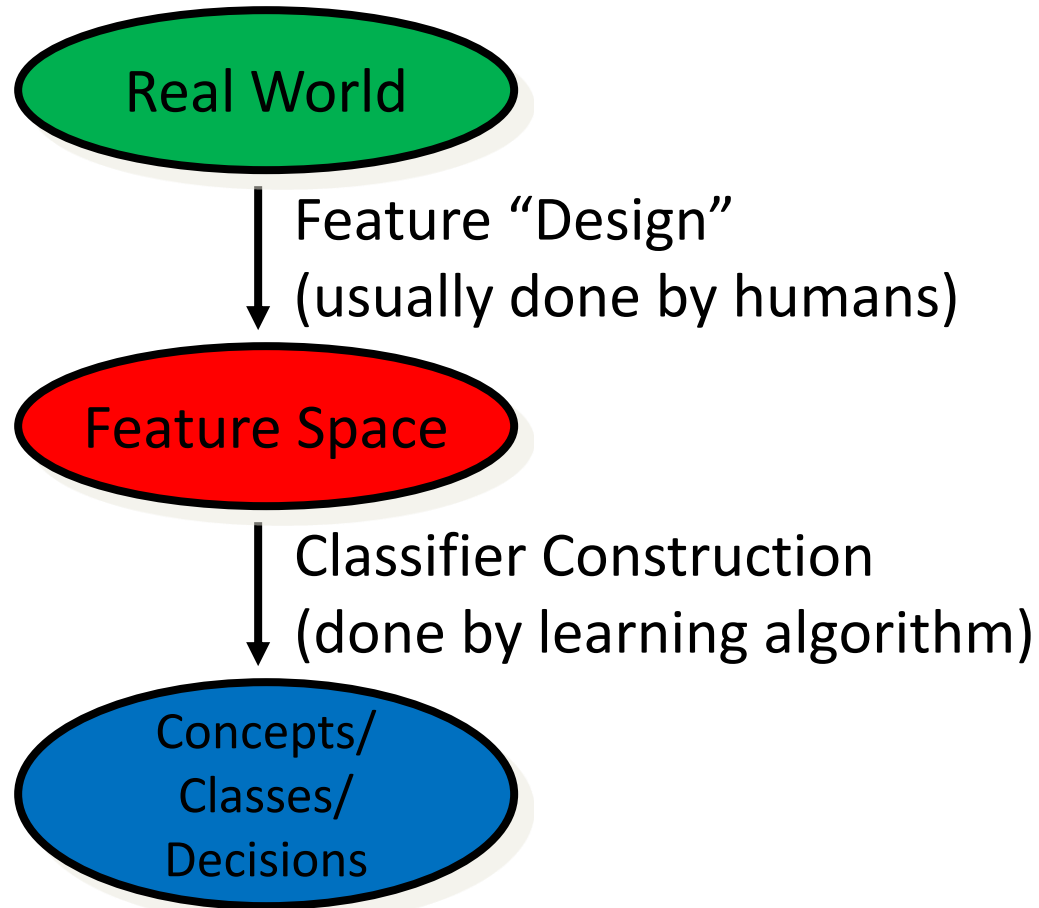 Real World
Feature “Design”
(usually done by humans)
Feature Space
Classifier Construction
(done by learning algorithm)
Concepts/
Classes/
Decisions